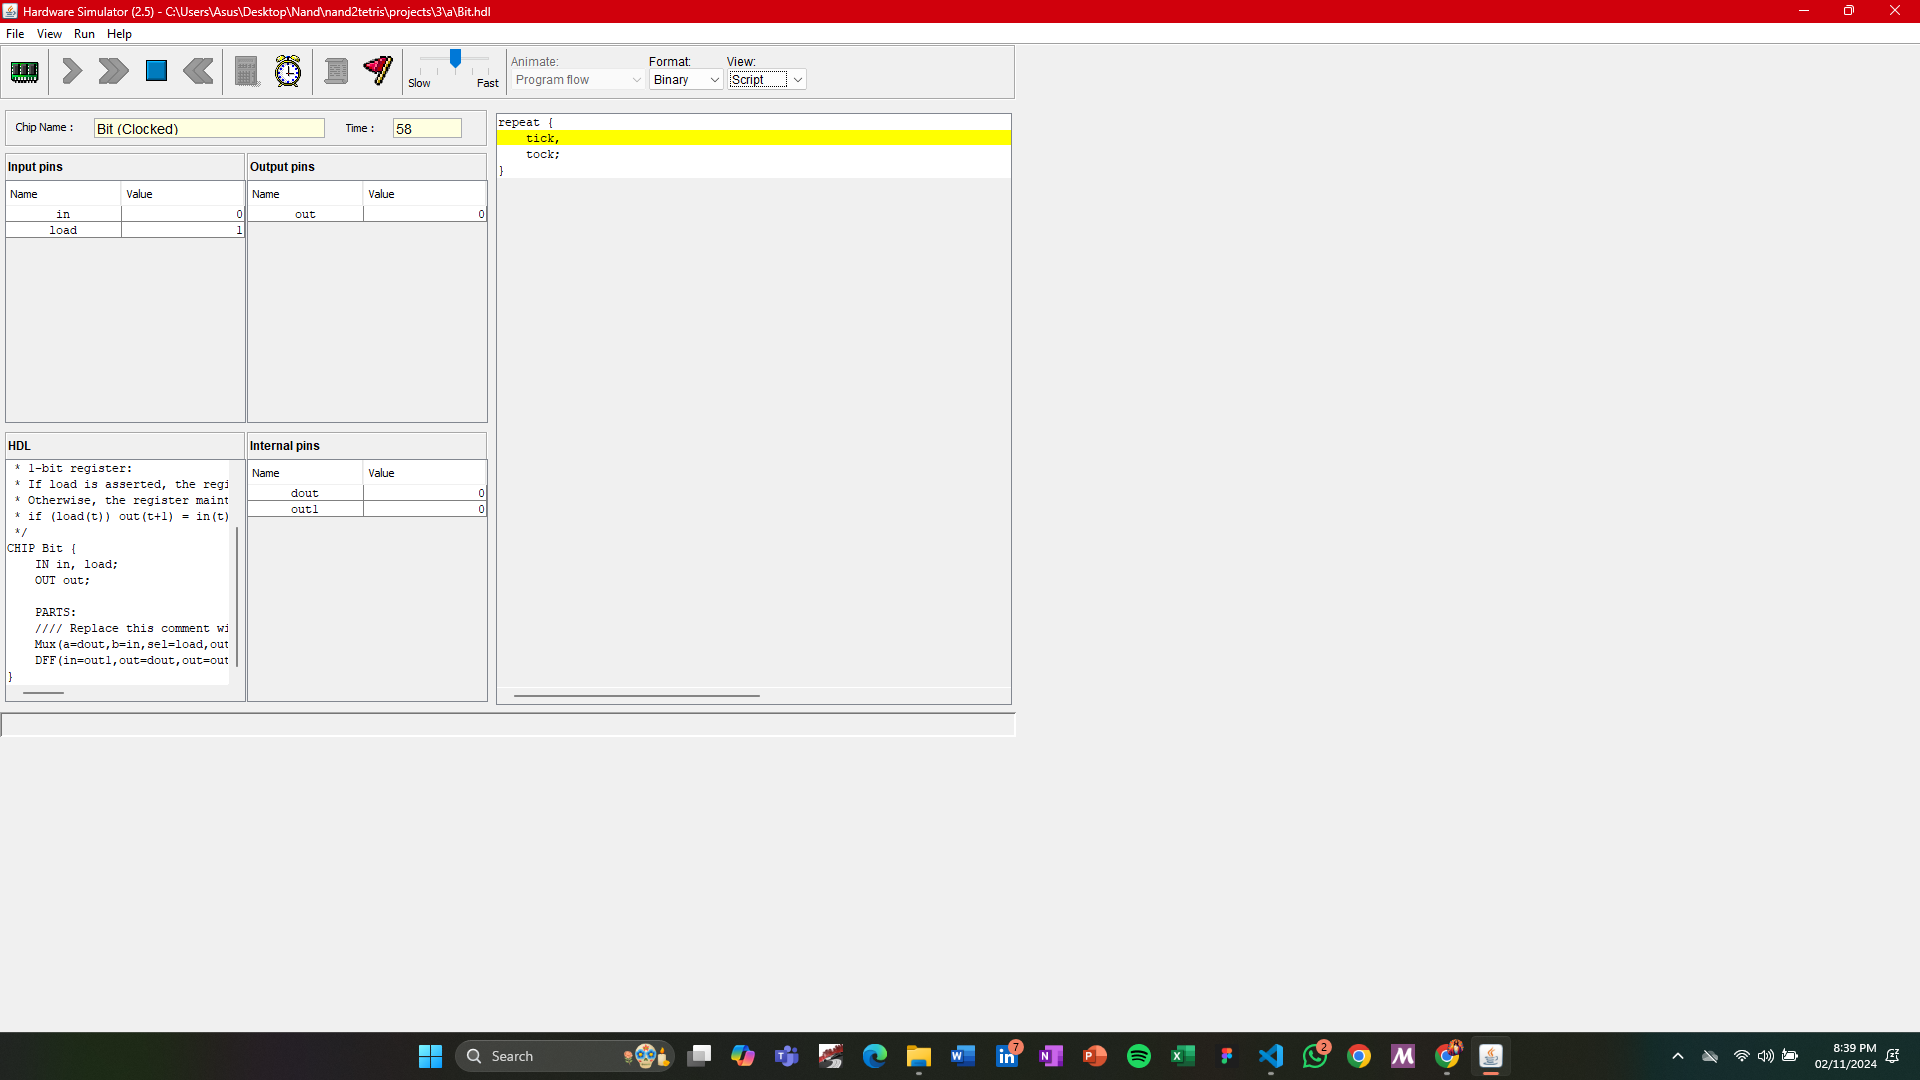 Hardware Simulator (2.5) - C:\Users\Asus\Desktop\Nand\nand2tetris\projects\3\a\Bit.hdl
File View Run Help
Slow Fast
Animate:
Program flow
Format:
Binary
View:
Script
Chip Name :
Bit (Clocked)
Time :
58
Input pins
Name Value
in 0
load 1
Output pins
Name Value
out 0
HDL
* 1-bit register:
* If load is asserted, the regi
* Otherwise, the register maint
* if (load(t)) out(t+1) = in(t)
*/
CHIP Bit {
IN in, load;
OUT out;
PARTS:
//// Replace this comment wi
Mux(a=dout,b=in,sel=load,out
DFF(in=out1,out=dout,out=out
}
Internal pins
Name Value
dout 0
out1 0
repeat {
tick,
tock;
}
Search
7
2
8:39 PM
02/11/2024